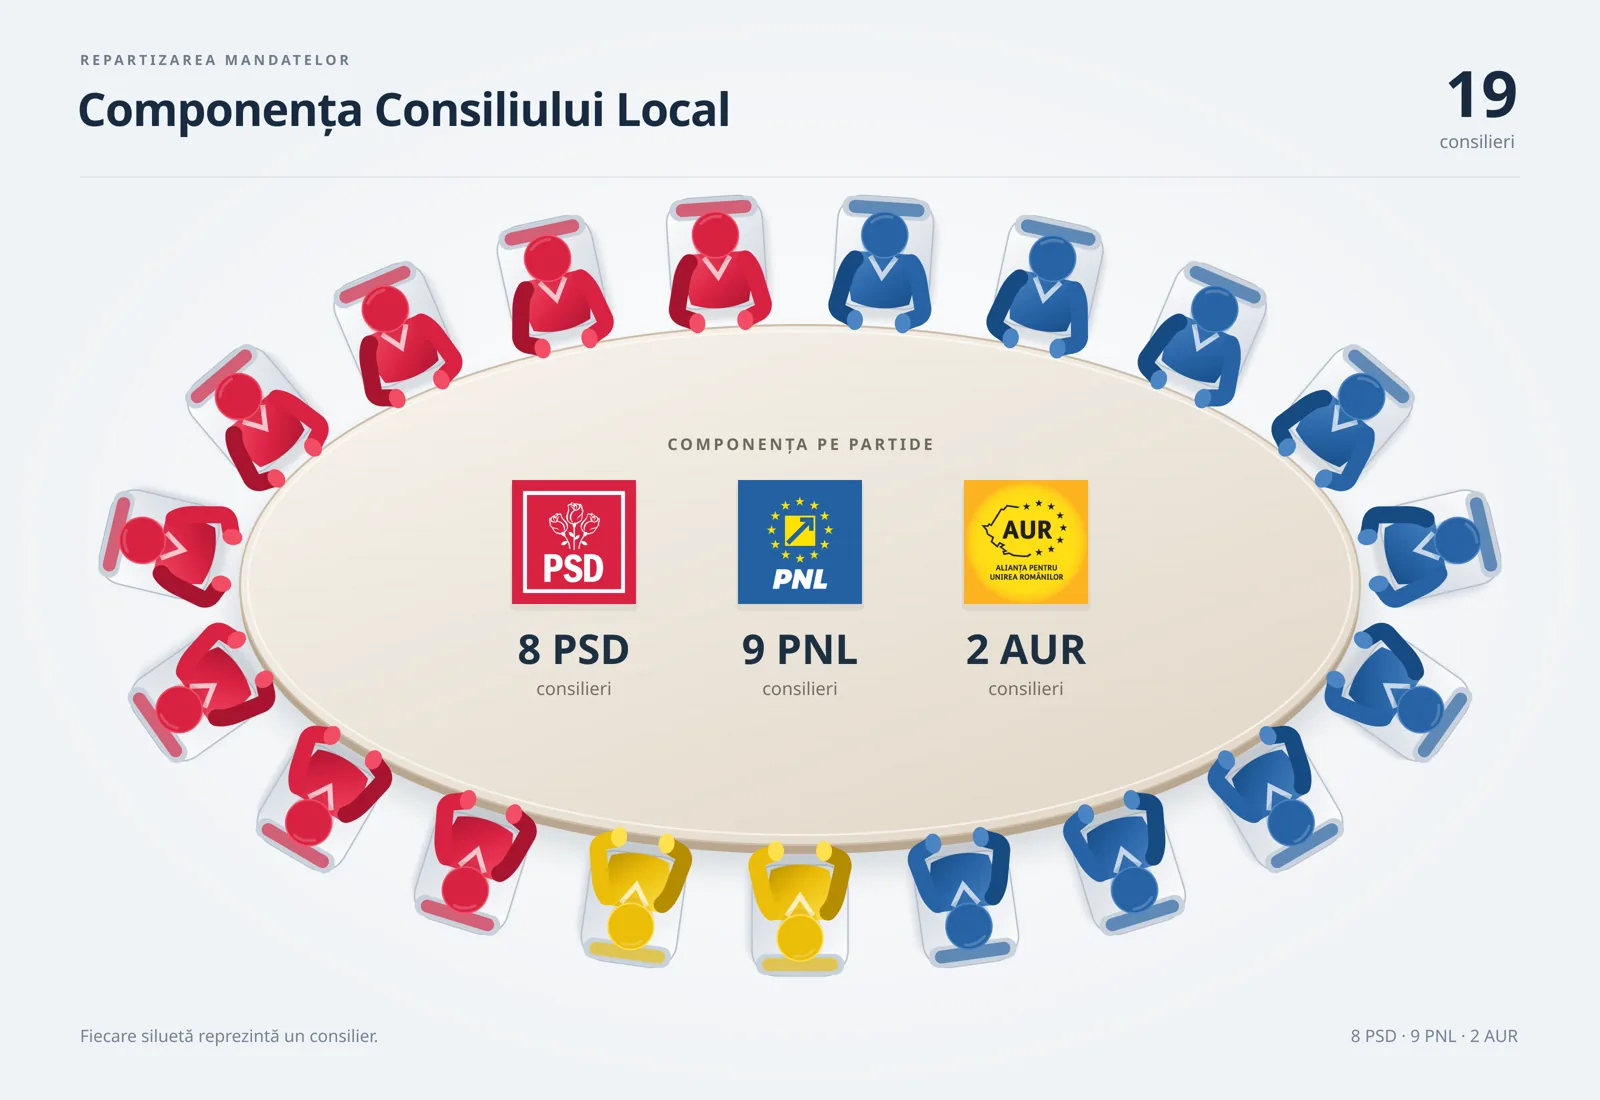 REPARTIZAREA MANDATELOR
Componența Consiliului Local
19
consilieri
COMPONENȚA PE PARTIDE
PSD
PNL
AUR
ALIANȚA PENTRU
UNIREA ROMÂNILOR
8 PSD
consilieri
9 PNL
consilieri
2 AUR
consilieri
Fiecare siluetă reprezintă un consilier.
8 PSD · 9 PNL · 2 AUR